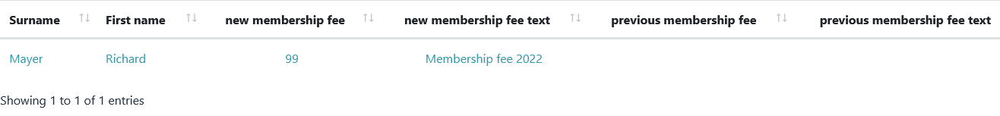 Surname First name new membership fee new membership fee text previous membership fee previous membership fee text
Mayer Richard 99 Membership fee 2022
Showing 1 to 1 of 1 entries